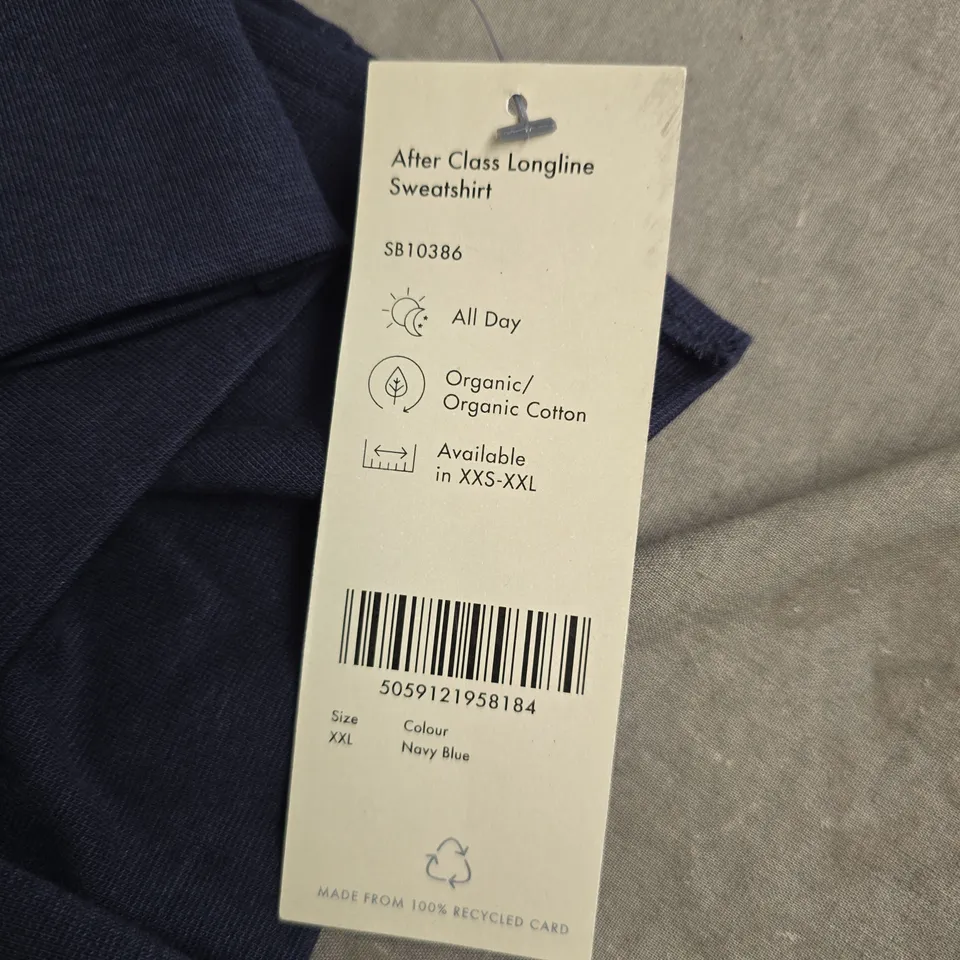 After Class Longline
Sweatshirt
SB10386
All Day
Organic/
Organic Cotton
Available
in XXS-XXL
5059121958184
Size
XXL
Colour
Navy Blue
MADE FROM 100% RECYCLED CARD